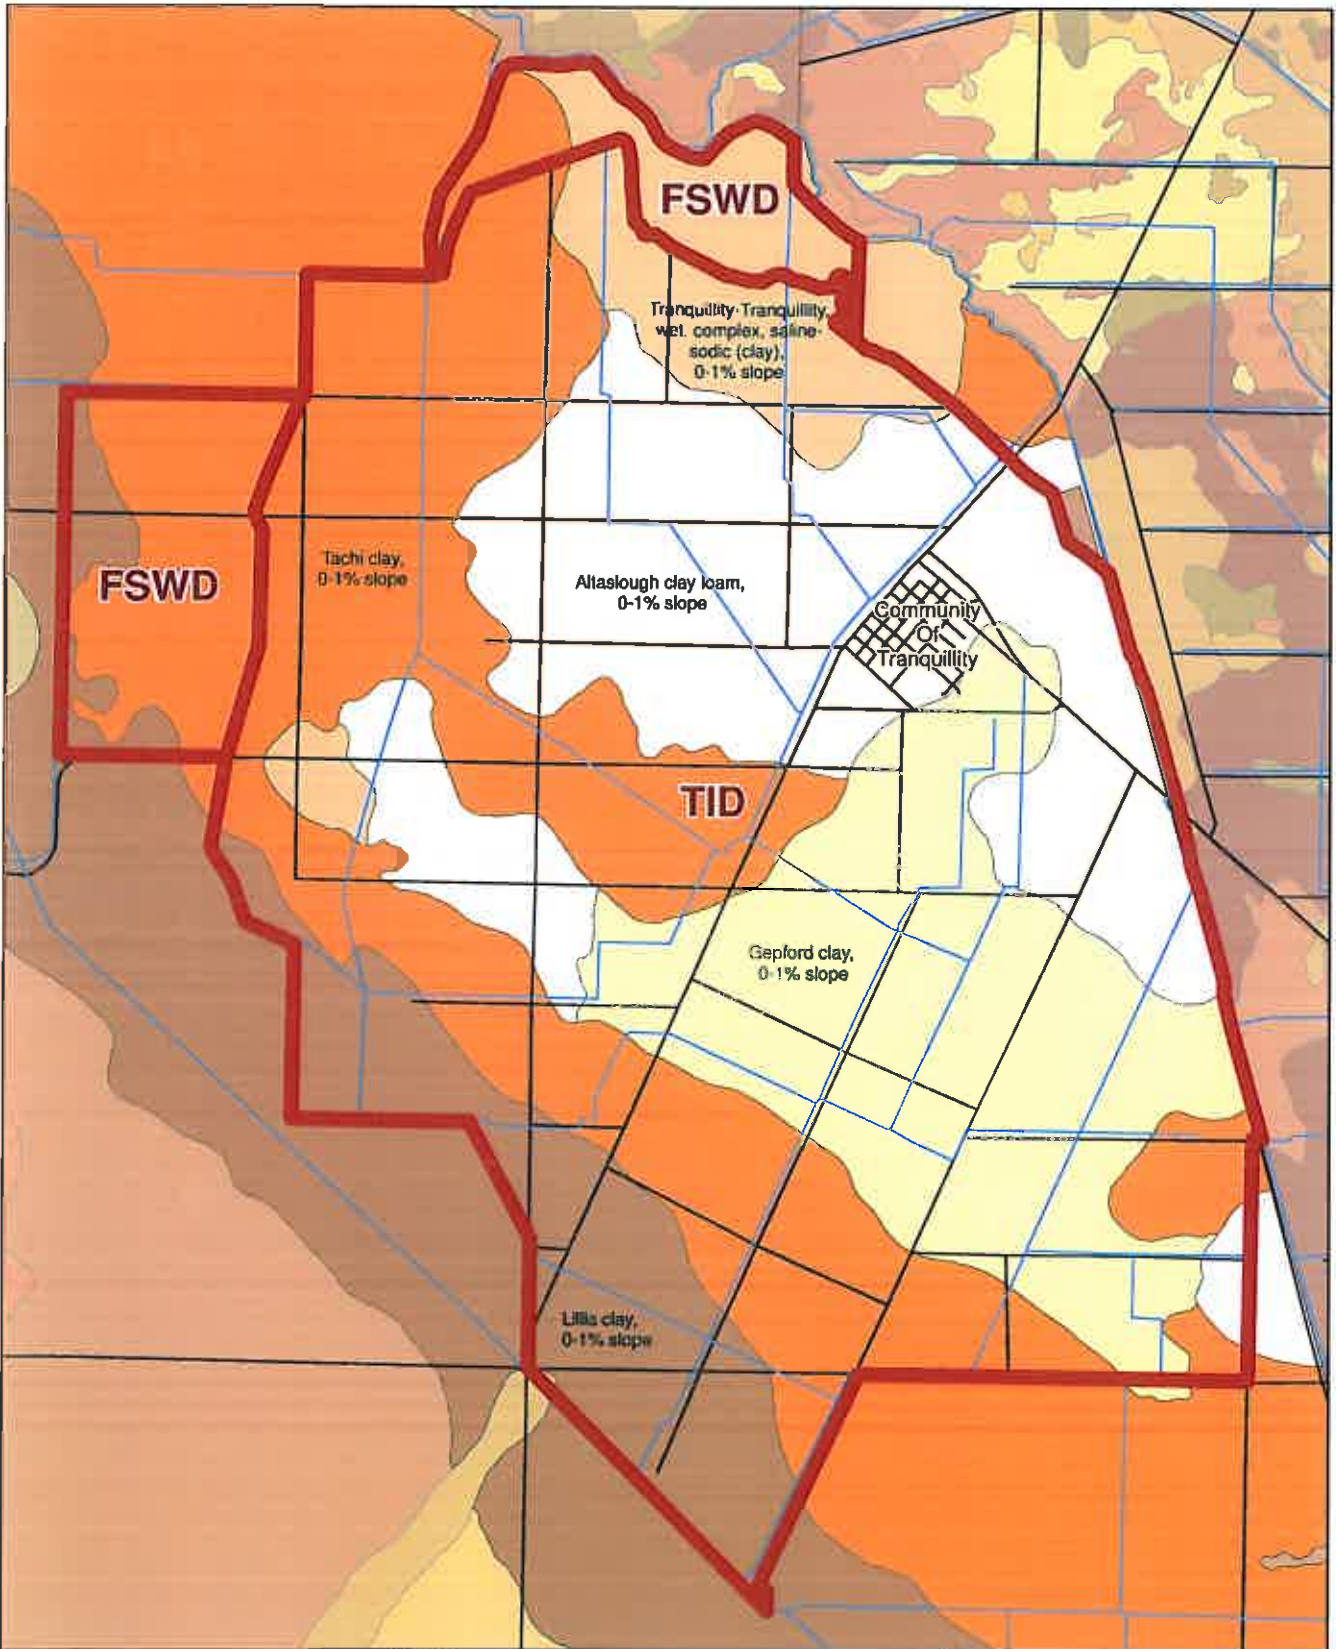 FSWD
Tranquillity-Tranquillity,
wet. complex, saline-
sodic (clay),
0-1% slope
Tachi clay,
0-1% slope
FSWD
Altaslough clay loam,
0-1% slope
Community
Of
Tranquillity
TID
Gepford clay,
0-1% slope
Lillis clay,
0-1% slope